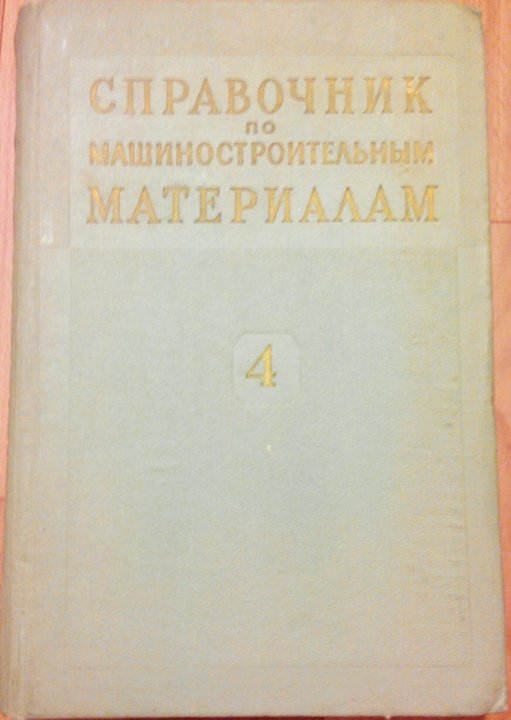 СПРАВОЧНИК
ПО
МАШИНОСТРОИТЕЛЬНЫМ
МАТЕРИАЛАМ
4